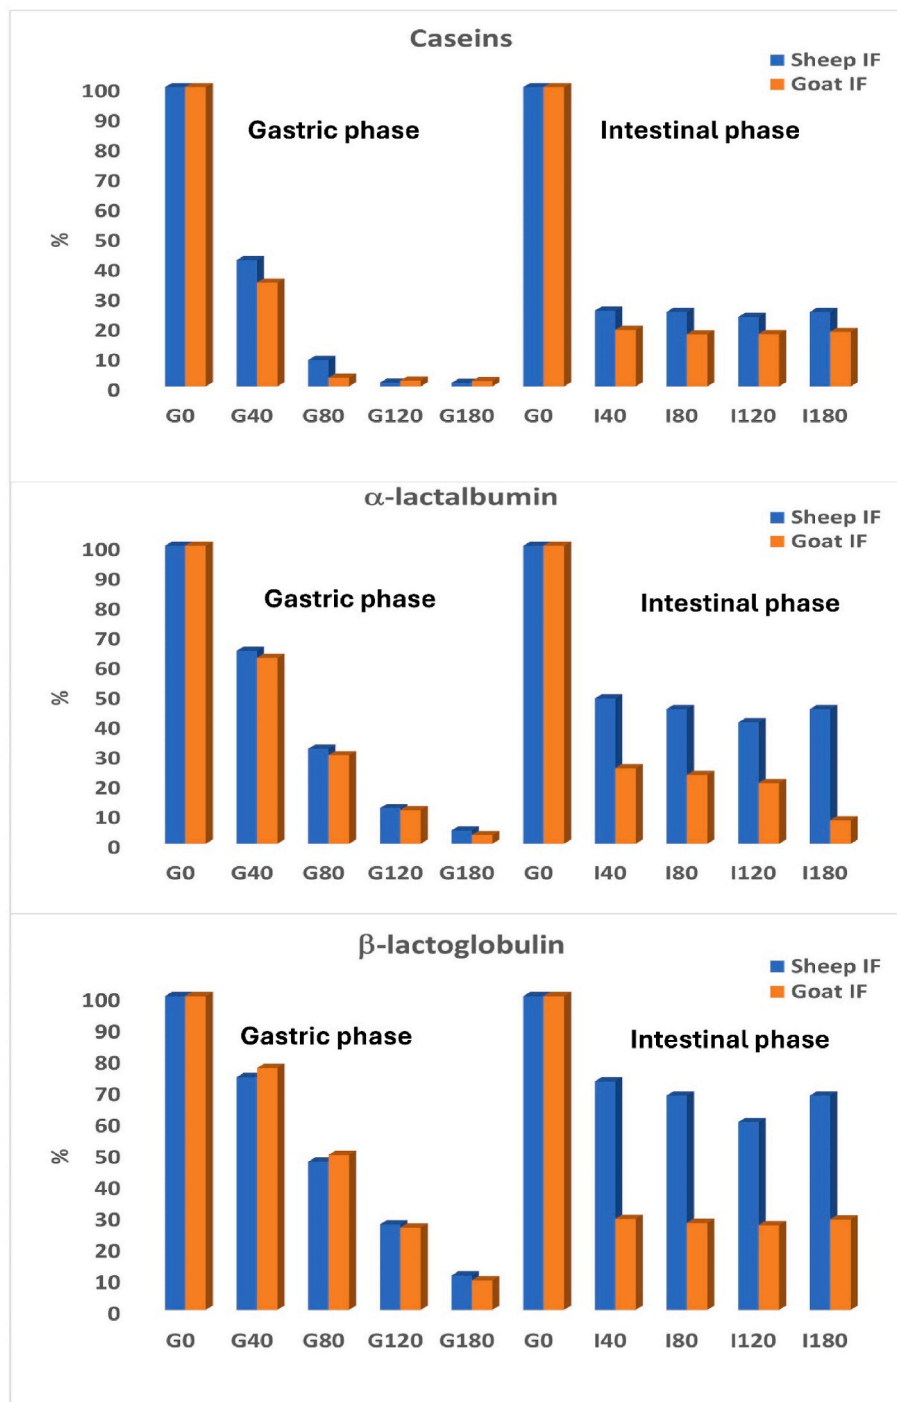 Caseins
Sheep IF
Goat IF
100
90
80
70
60
50
40
30
20
10
0
%
Gastric phase
Intestinal phase
G0 G40 G80 G120 G180 G0 I40 I80 I120 I180
α-lactalbumin
Sheep IF
Goat IF
100
90
80
70
60
50
40
30
20
10
0
%
Gastric phase
Intestinal phase
G0 G40 G80 G120 G180 G0 I40 I80 I120 I180
β-lactoglobulin
Sheep IF
Goat IF
100
90
80
70
60
50
40
30
20
10
0
%
Gastric phase
Intestinal phase
G0 G40 G80 G120 G180 G0 I40 I80 I120 I180